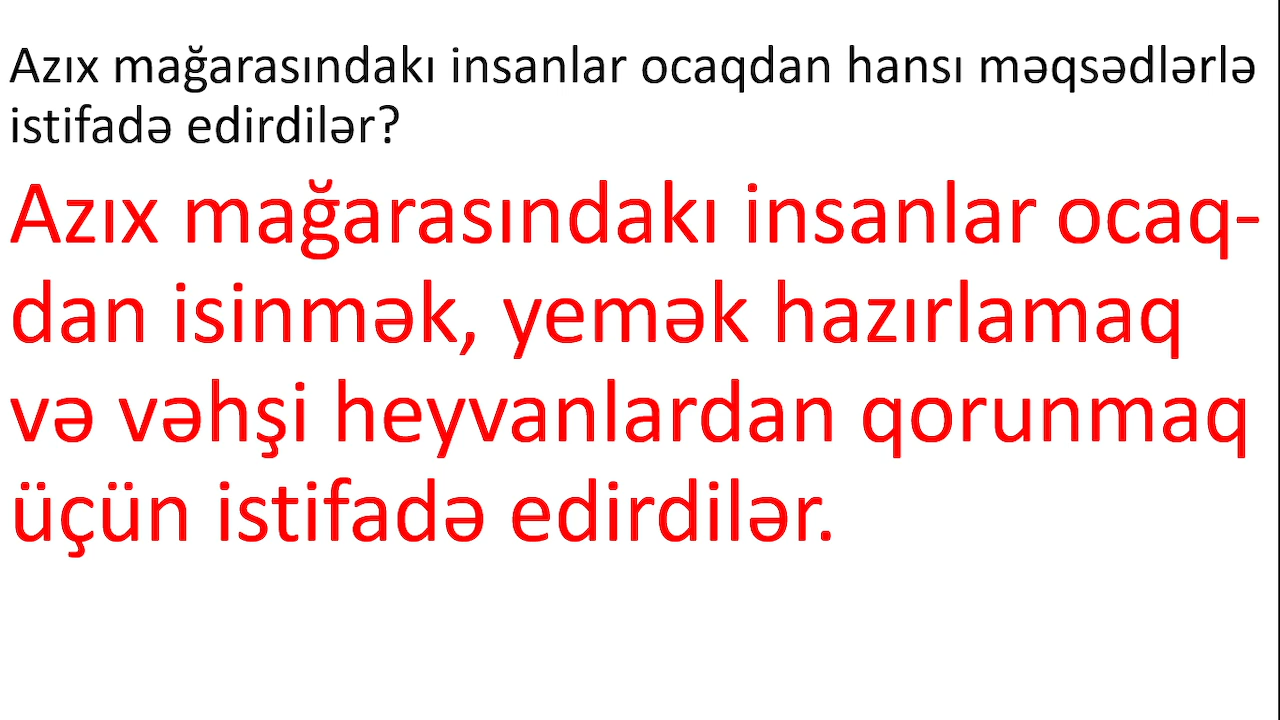 Azıx mağarasındakı insanlar ocaqdan hansı məqsədlərlə
istifadə edirdilər?
Azıx mağarasındakı insanlar ocaq-
dan isinmək, yemək hazırlamaq
və vəhşi heyvanlardan qorunmaq
üçün istifadə edirdilər.